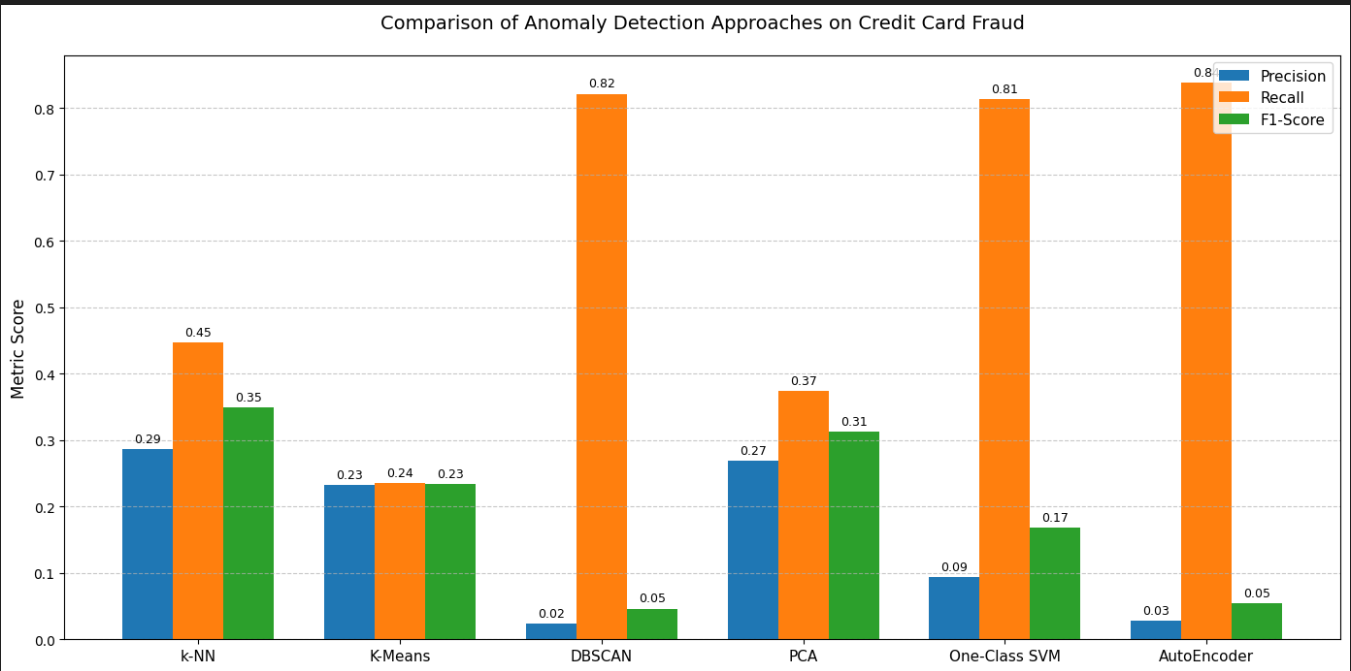 Comparison of Anomaly Detection Approaches on Credit Card Fraud
Metric Score
0.8
0.7
0.6
0.5
0.4
0.3
0.2
0.1
0.0
Precision
Recall
F1-Score
0.29
0.45
0.35
0.23
0.24
0.23
0.02
0.82
0.05
0.27
0.37
0.31
0.09
0.81
0.17
0.03
0.84
0.05
k-NN
K-Means
DBSCAN
PCA
One-Class SVM
AutoEncoder